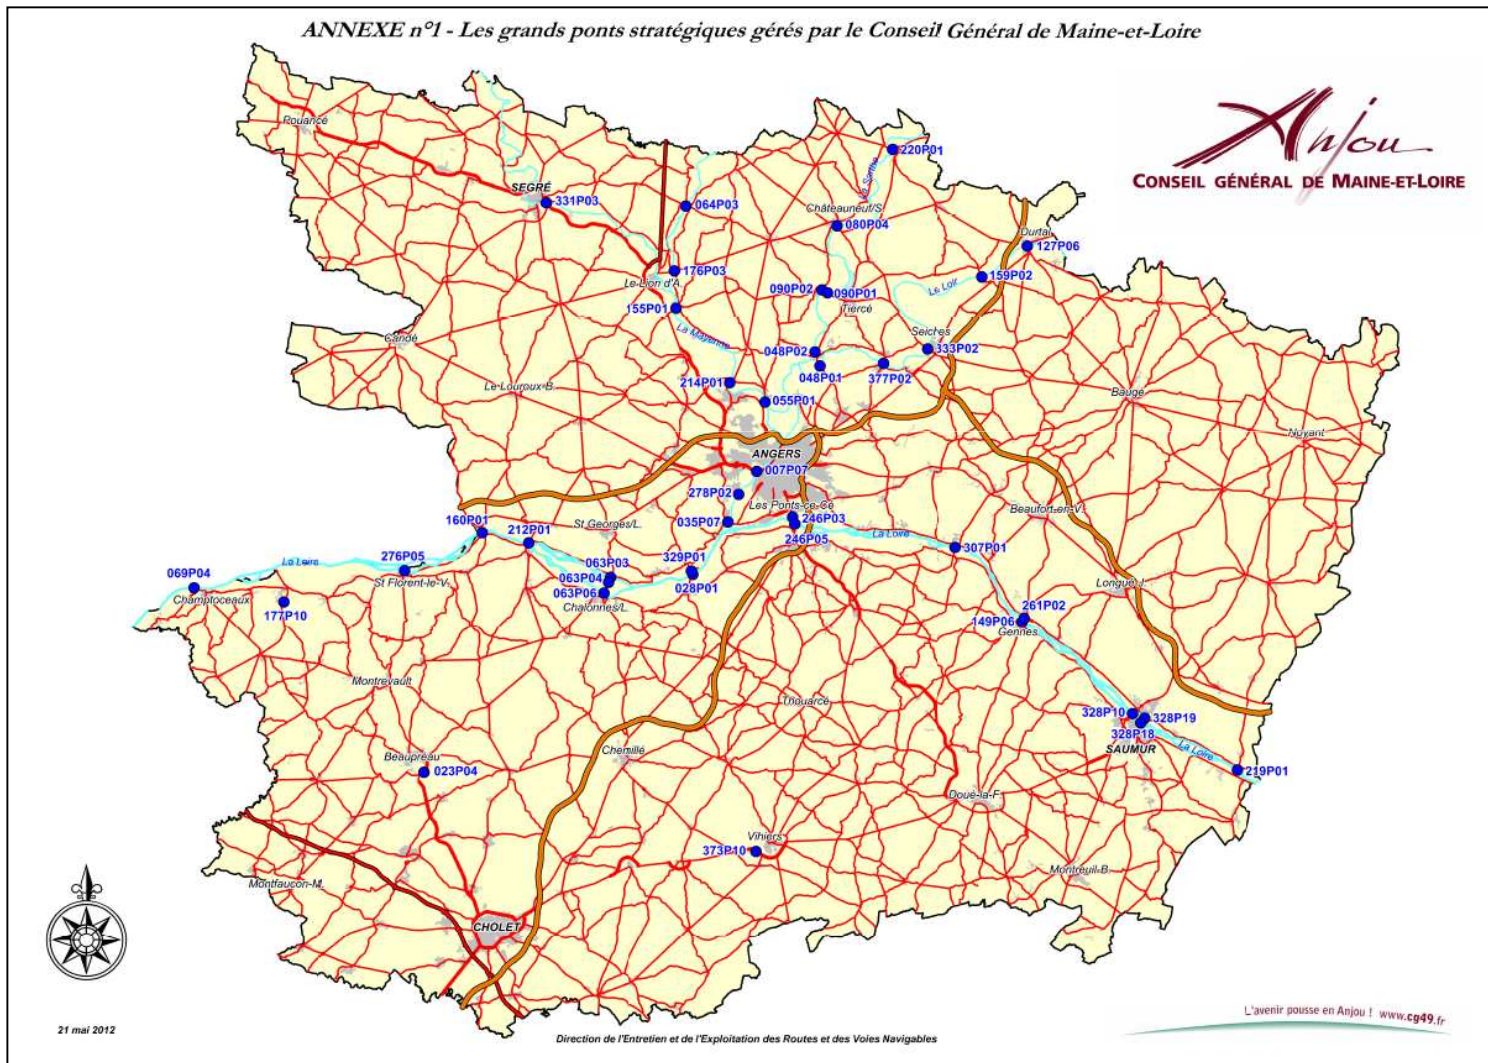 ANNEXE n°1 - Les grands ponts stratégiques gérés par le Conseil Général de Maine-et-Loire
Anjou
CONSEIL GÉNÉRAL DE MAINE-ET-LOIRE
Pouancé
220P01
La Sarthe
SEGRÉ
331P03
064P03
Châteauneuf/S.
080P04
Durtal
127P06
176P03
Le Lion d'A.
159P02
090P02
090P01
Le Loir
Tiercé
155P01
La Mayenne
Seiches
Candé
048P02
333P02
048P01
377P02
214P01
Le Louroux-B.
055P01
Baugé
Noyant
ANGERS
007P07
278P02
Les Ponts-ce-Cé
Beaufort-en-V.
160P01
212P01
St Georges/L.
035P07
246P03
246P05
La Loire
307P01
La Loire
276P05
063P03
329P01
069P04
St Florent-le-V.
063P04
028P01
Longué-J.
Champtoceaux
063P06
177P10
Chalonnes/L.
261P02
149P06
Gennes
Montrevault
Thouarcé
328P10
328P19
328P18
SAUMUR
La Loire
Chemillé
Beaupréau
023P04
219P01
Doué-la-F.
Vihiers
373P10
Montfaucon-M.
Montreuil-B.
CHOLET
L'avenir pousse en Anjou ! www.cg49.fr
21 mai 2012
Direction de l'Entretien et de l'Exploitation des Routes et des Voies Navigables